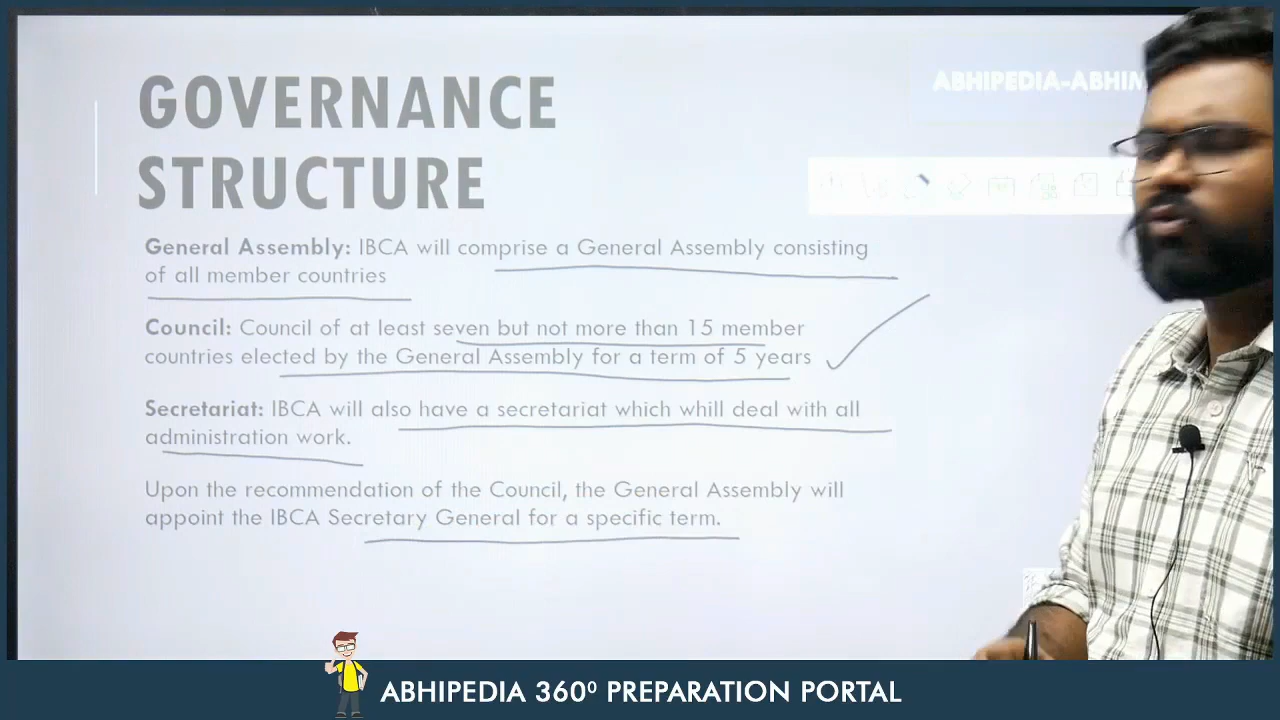 GOVERNANCE
STRUCTURE
ABHIPEDIA-ABHIM
General Assembly: IBCA will comprise a General Assembly consisting
of all member countries
Council: Council of at least seven but not more than 15 member
countries elected by the General Assembly for a term of 5 years
Secretariat: IBCA will also have a secretariat which whill deal with all
administration work.
Upon the recommendation of the Council, the General Assembly will
appoint the IBCA Secretary General for a specific term.
ABHIPEDIA 360⁰ PREPARATION PORTAL